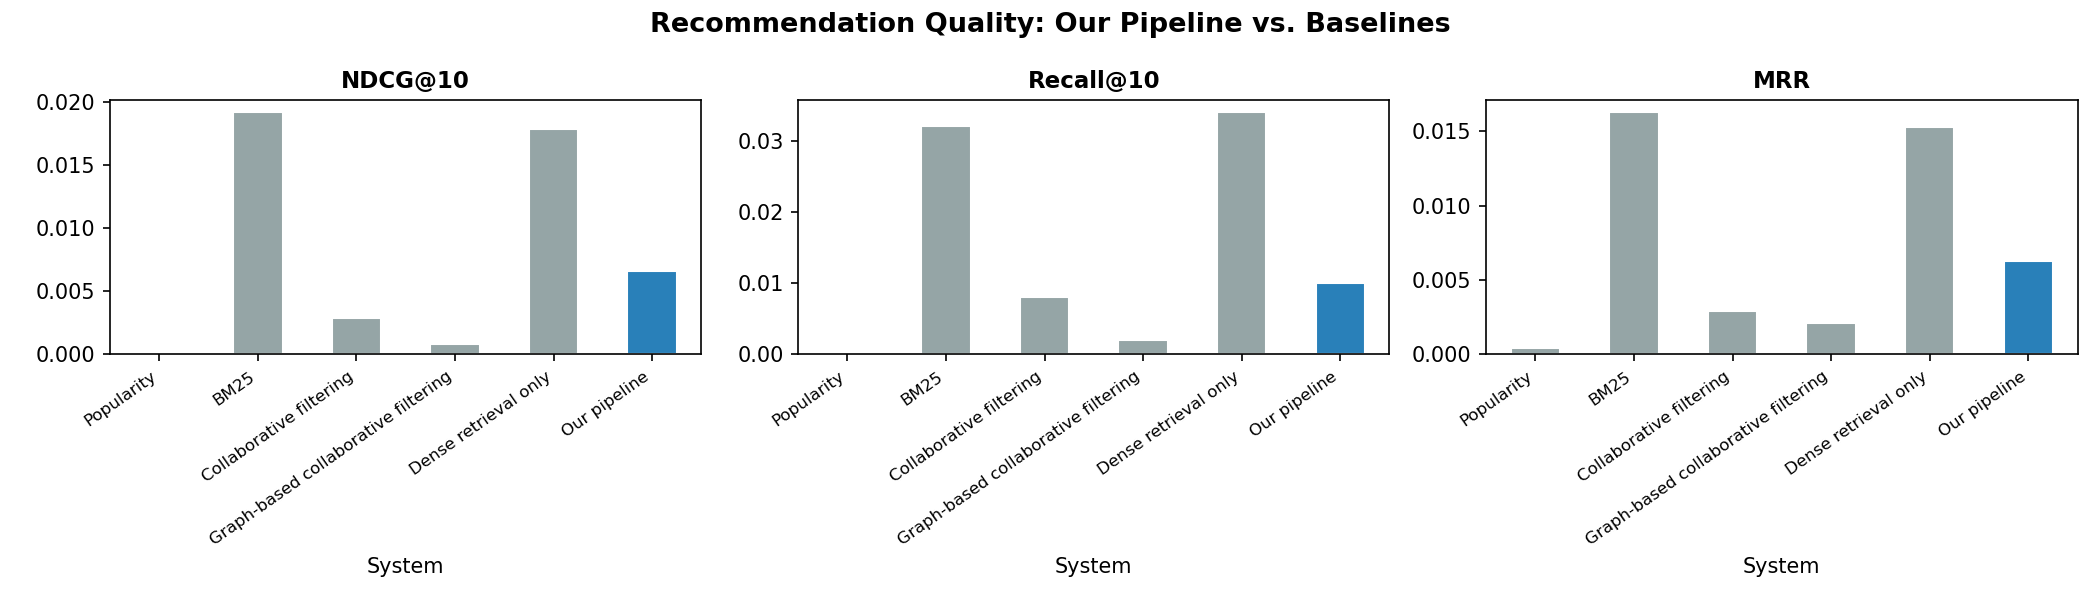 Recommendation Quality: Our Pipeline vs. Baselines
NDCG@10
0.020
0.015
0.010
0.005
0.000
Popularity
BM25
Collaborative filtering
Graph-based collaborative filtering
Dense retrieval only
Our pipeline
System
Recall@10
0.03
0.02
0.01
0.00
Popularity
BM25
Collaborative filtering
Graph-based collaborative filtering
Dense retrieval only
Our pipeline
System
MRR
0.015
0.010
0.005
0.000
Popularity
BM25
Collaborative filtering
Graph-based collaborative filtering
Dense retrieval only
Our pipeline
System